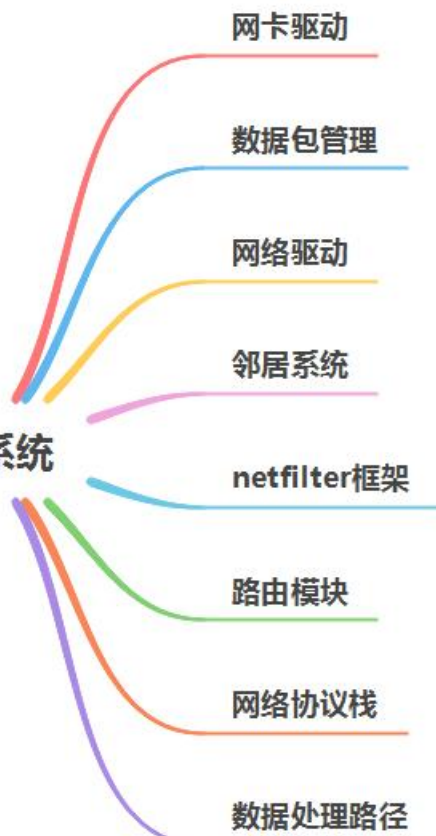 网卡驱动
数据包管理
网络驱动
邻居系统
系统
netfilter框架
路由模块
网络协议栈
数据处理路径